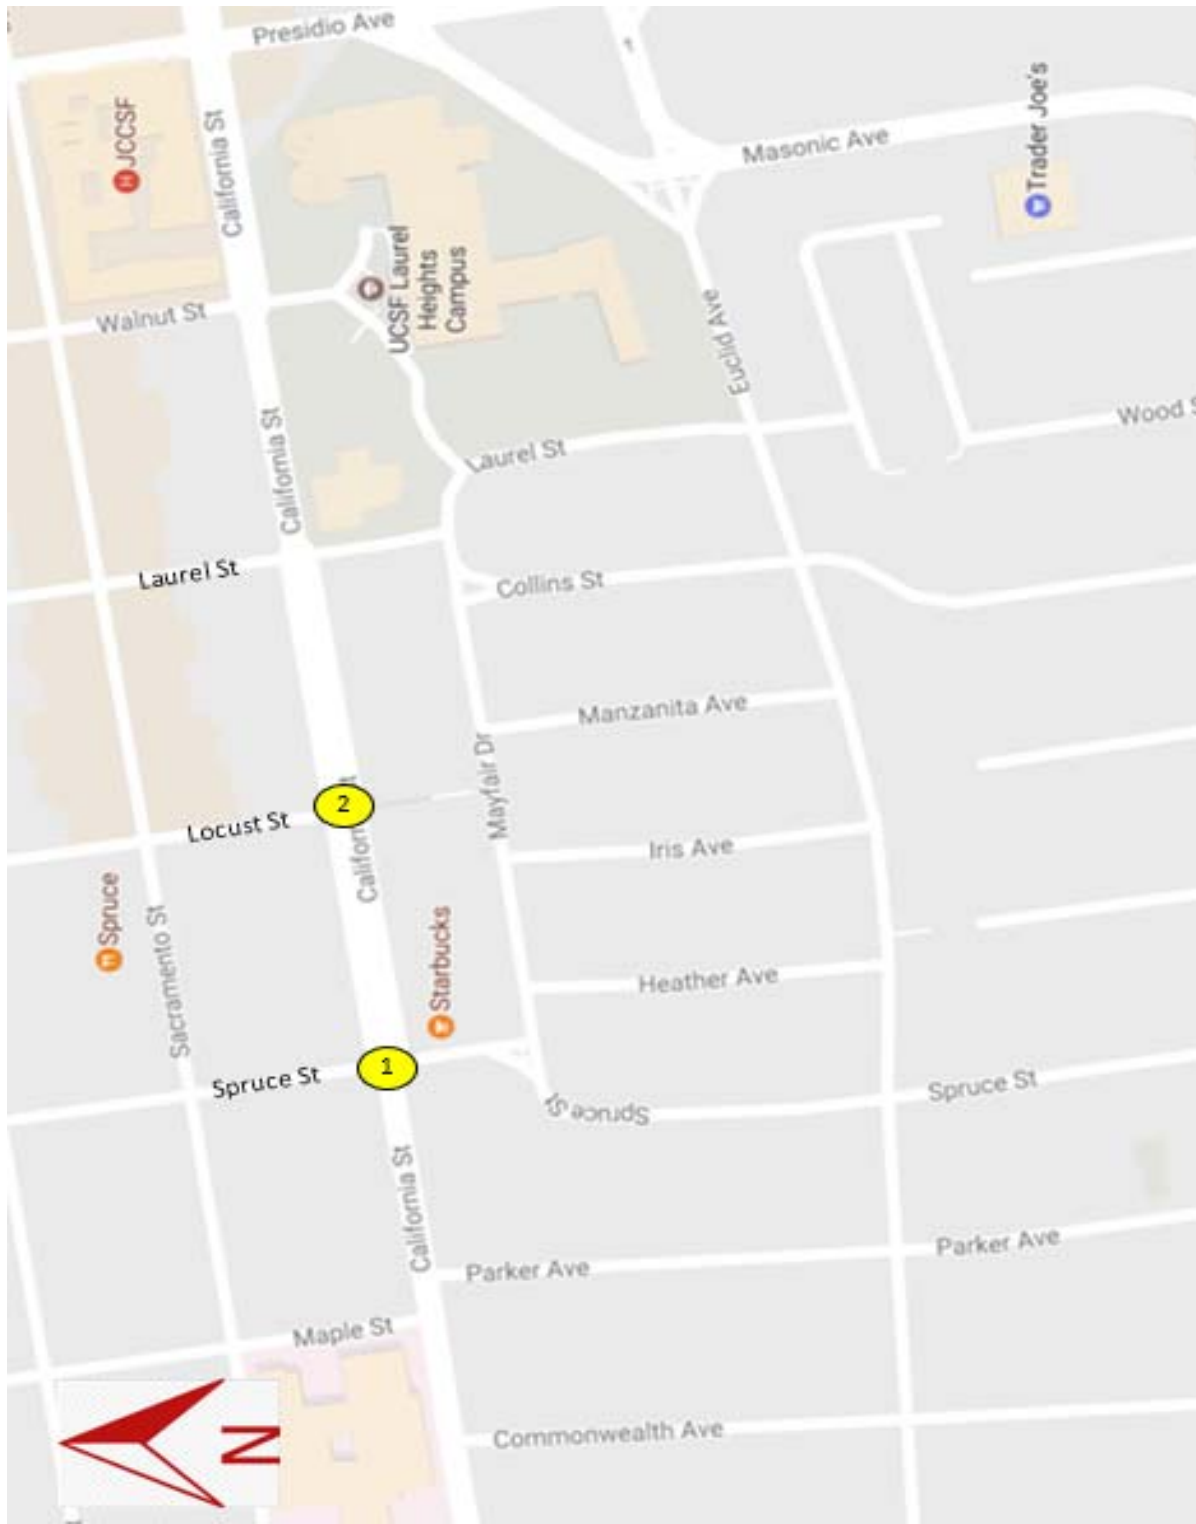 Presidio Ave
JCCSF
California St
Trader Joe's
Masonic Ave
Walnut St
UCSF Laurel
Heights
Campus
Euclid Ave
Wood S
California St
Laurel St
Laurel St
Collins St
Manzanita Ave
Mayfair Dr
2
Locust St
Californ
Iris Ave
Spruce
Sacramento St
Starbucks
Heather Ave
1
Spruce St
Spruce St
Spruce St
California St
Parker Ave
Parker Ave
Maple St
N
Commonwealth Ave